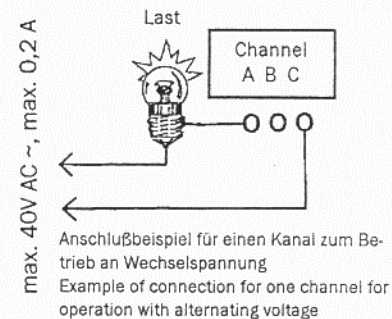 Last
Channel
A B C
max. 40V AC ~, max. 0,2 A
Anschlußbeispiel für einen Kanal zum Be-
trieb an Wechselspannung
Example of connection for one channel for
operation with alternating voltage